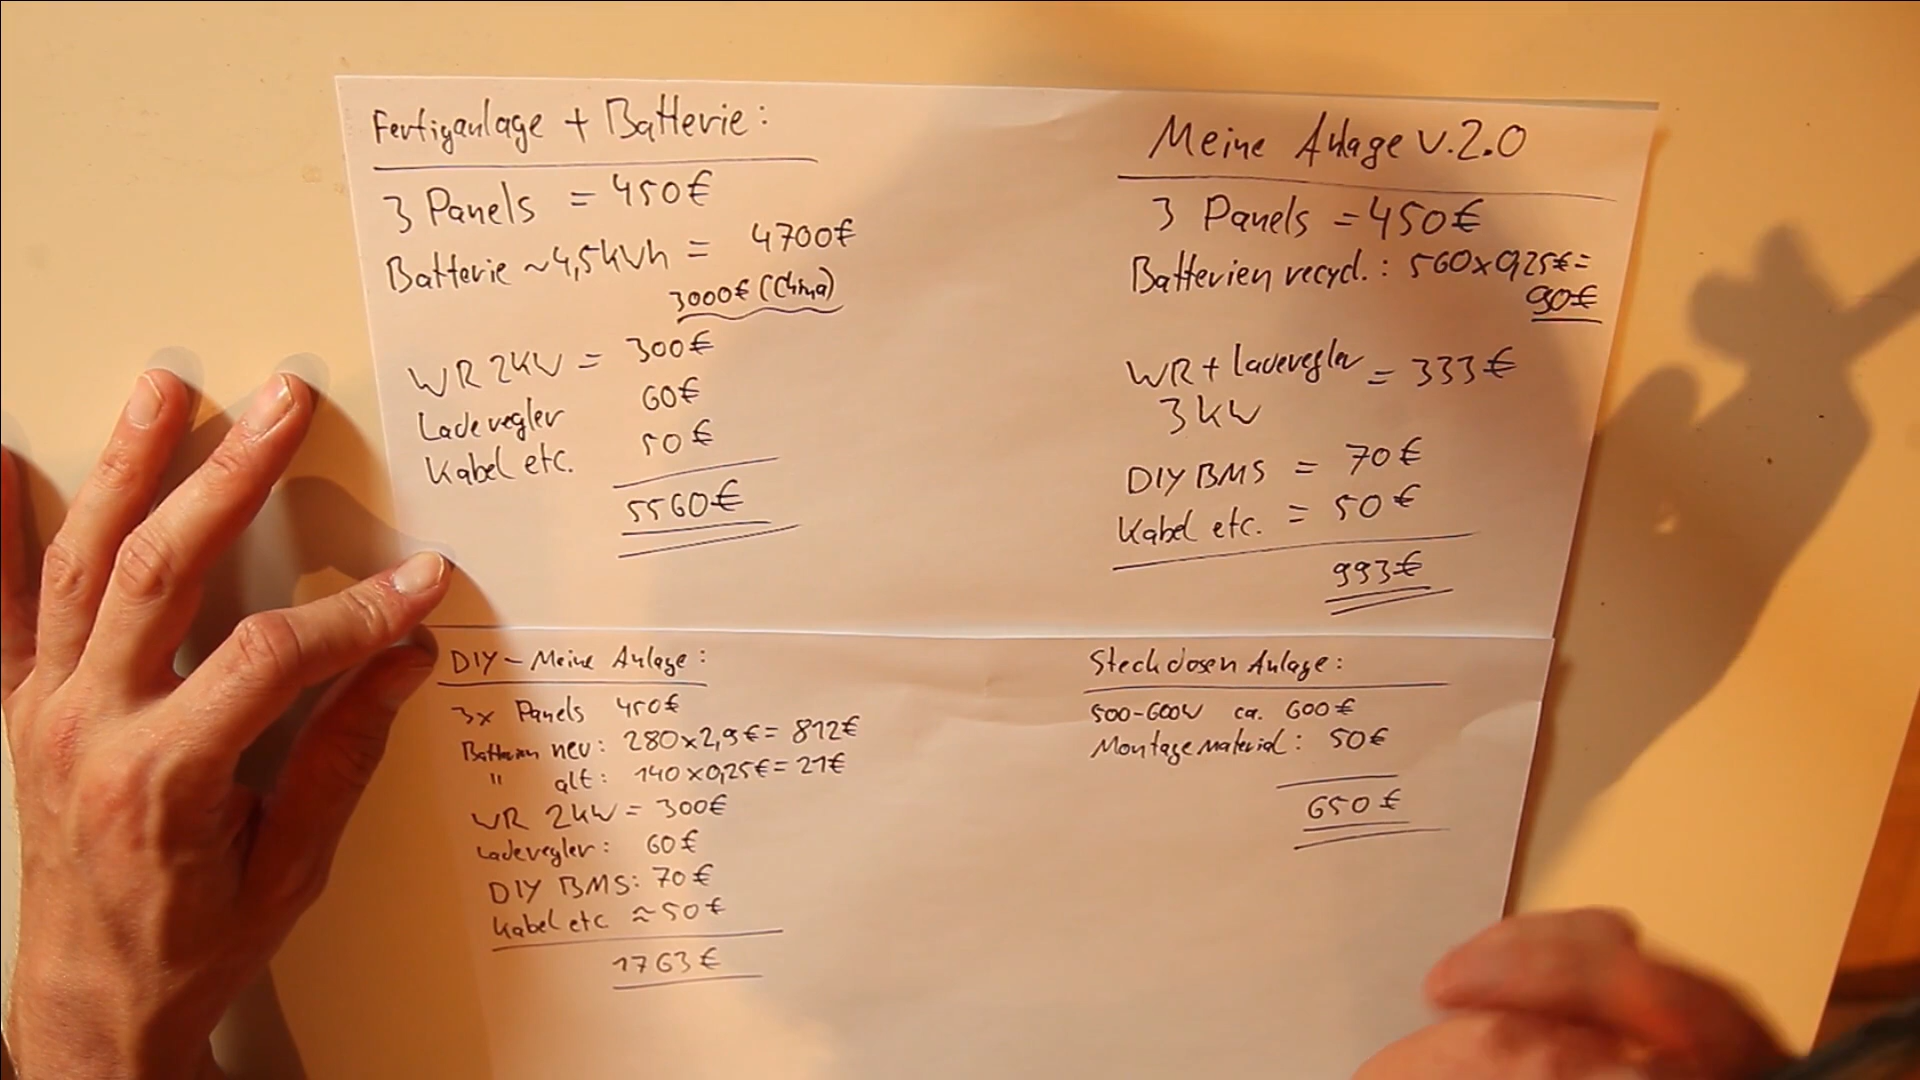 Fertiganlage + Batterie:
3 Panels = 450€
Batterie ~4,5kWh = 4700€
3000€ (China)
WR 2KW = 300€
Laderegler 60€
Kabel etc. 50€
5560€
Meine Anlage v.2.0
3 Panels = 450€
Batterien recycl.: 560x0,25€=
90€
WR + Laderegler = 333€
3kW
DIY BMS = 70€
Kabel etc. = 50€
993€
DIY - Meine Anlage:
3x Panels 450€
Batterien neu: 280x2,9€= 812€
" alt: 140x0,25€= 21€
WR 2kW = 300€
Laderegler: 60€
DIY BMS: 70€
Kabel etc ≈ 50€
1763€
Steckdosen Anlage:
500-600W ca. 600€
Montagematerial: 50€
650€